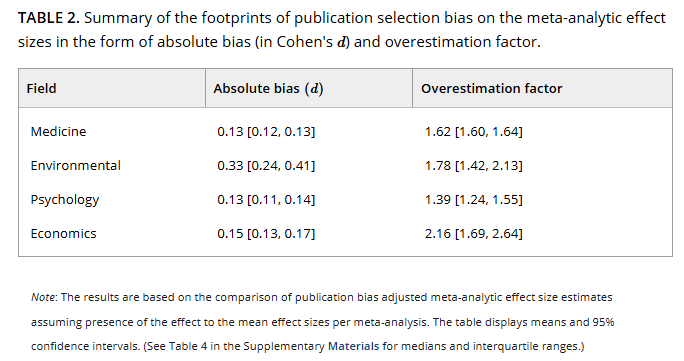 TABLE 2. Summary of the footprints of publication selection bias on the meta-analytic effect
sizes in the form of absolute bias (in Cohen's d) and overestimation factor.
Field Absolute bias (d) Overestimation factor
Medicine 0.13 [0.12, 0.13] 1.62 [1.60, 1.64]
Environmental 0.33 [0.24, 0.41] 1.78 [1.42, 2.13]
Psychology 0.13 [0.11, 0.14] 1.39 [1.24, 1.55]
Economics 0.15 [0.13, 0.17] 2.16 [1.69, 2.64]
Note: The results are based on the comparison of publication bias adjusted meta-analytic effect size estimates
assuming presence of the effect to the mean effect sizes per meta-analysis. The table displays means and 95%
confidence intervals. (See Table 4 in the Supplementary Materials for medians and interquartile ranges.)